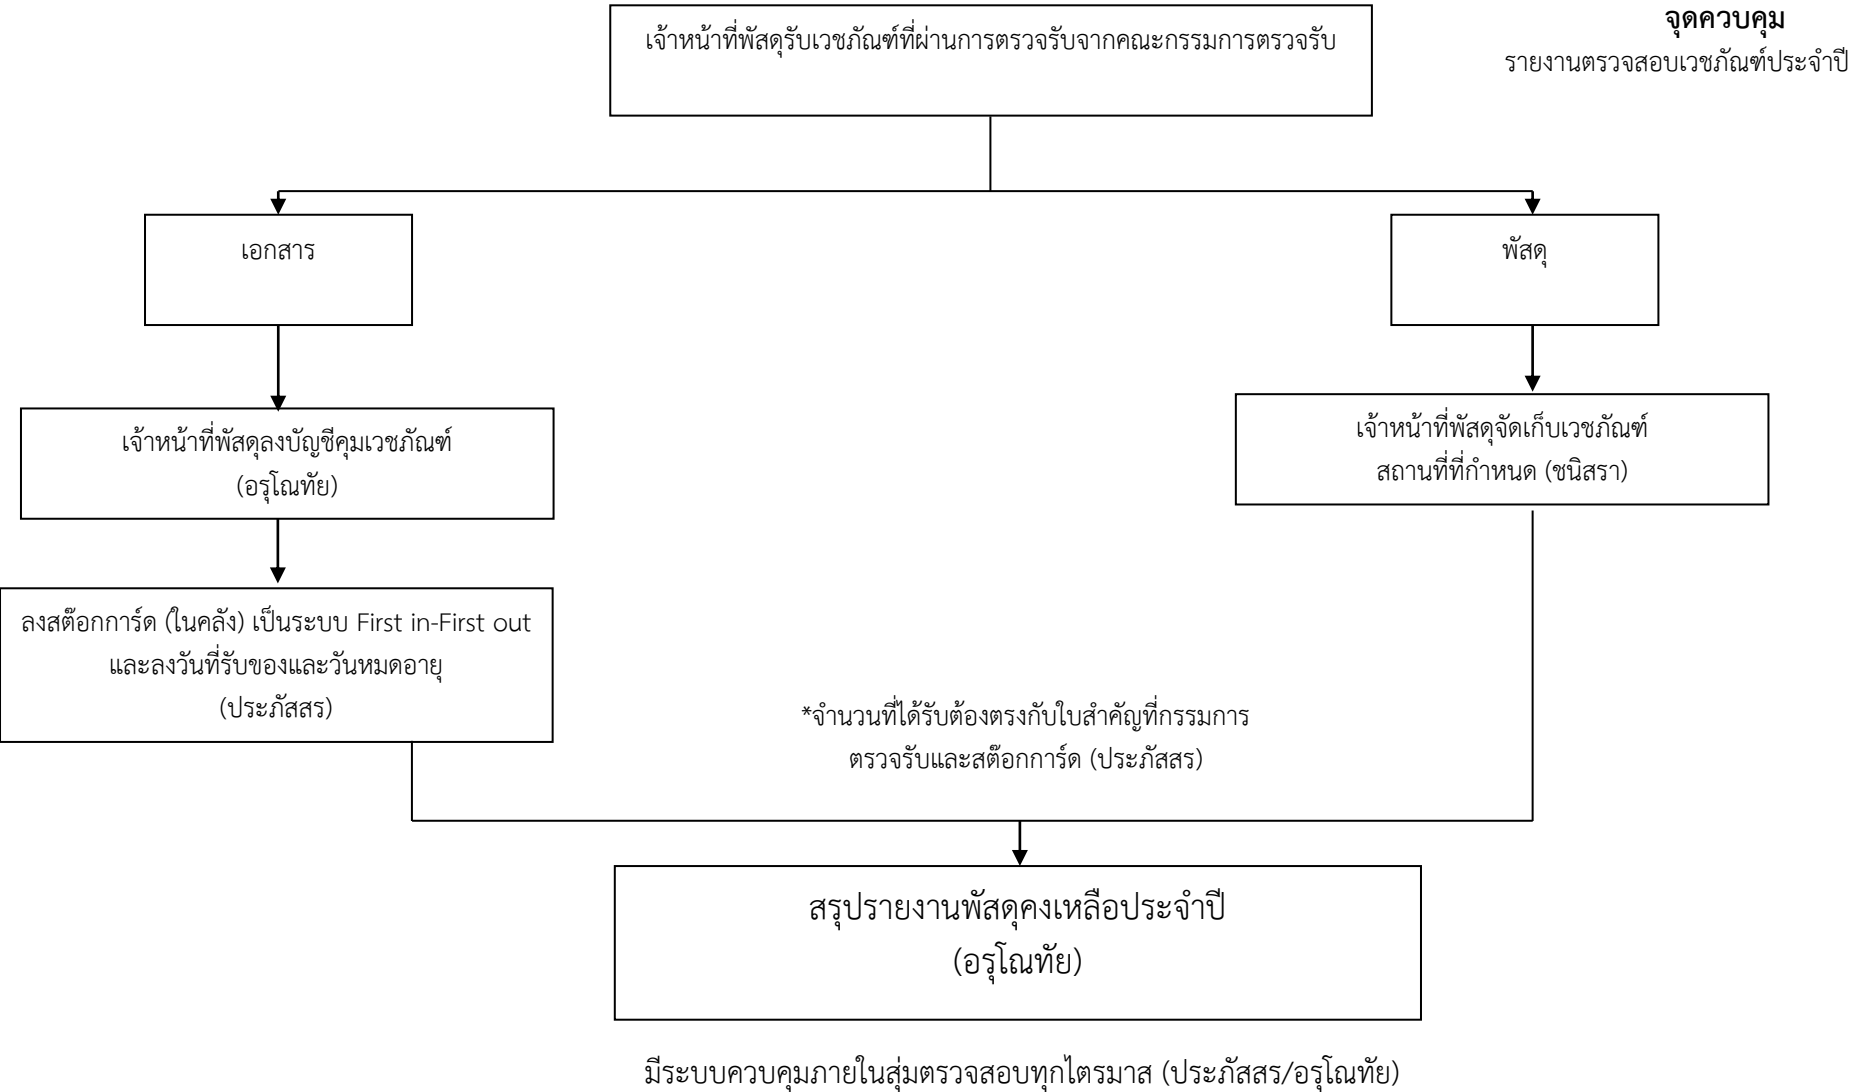 จุดควบคุม
รายงานตรวจสอบเวชภัณฑ์ประจำปี
เจ้าหน้าที่พัสดุรับเวชภัณฑ์ที่ผ่านการตรวจรับจากคณะกรรมการตรวจรับ
เอกสาร
พัสดุ
เจ้าหน้าที่พัสดุลงบัญชีคุมเวชภัณฑ์
(อรุโณทัย)
เจ้าหน้าที่พัสดุจัดเก็บเวชภัณฑ์
สถานที่ที่กำหนด (ชนิสรา)
ลงสต๊อกการ์ด (ในคลัง) เป็นระบบ First in-First out
และลงวันที่รับของและวันหมดอายุ
(ประภัสสร)
*จำนวนที่ได้รับต้องตรงกับใบสำคัญที่กรรมการ
ตรวจรับและสต๊อกการ์ด (ประภัสสร)
สรุปรายงานพัสดุคงเหลือประจำปี
(อรุโณทัย)
มีระบบควบคุมภายในสุ่มตรวจสอบทุกไตรมาส (ประภัสสร/อรุโณทัย)